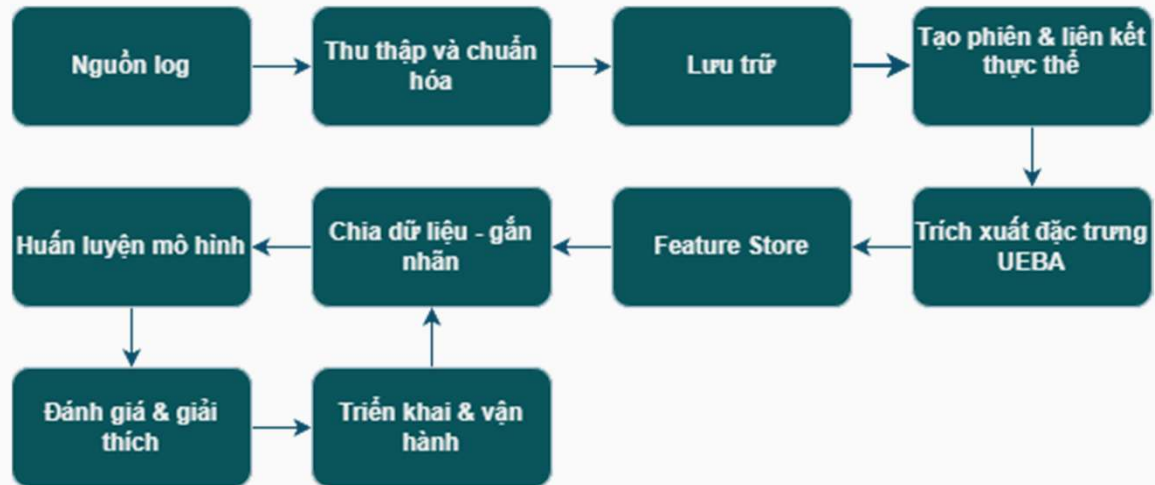 Nguồn log
Thu thập và chuẩn
hóa
Lưu trữ
Tạo phiên & liên kết
thực thể
Trích xuất đặc trưng
UEBA
Feature Store
Chia dữ liệu - gắn
nhãn
Huấn luyện mô hình
Đánh giá & giải
thích
Triển khai & vận
hành